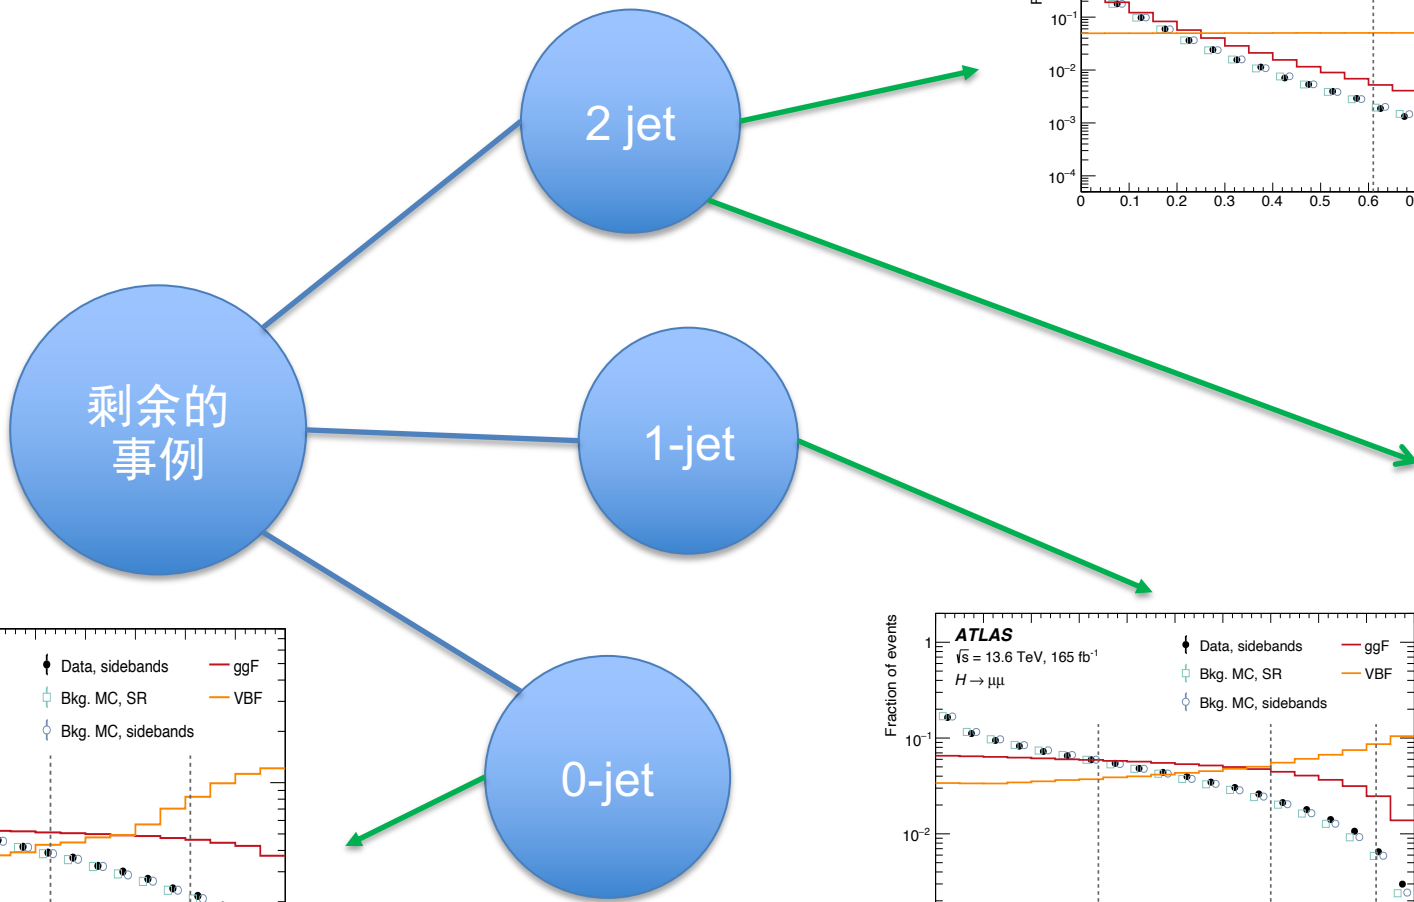 2 jet
剩余的
事例
1-jet
0-jet
10⁻¹
10⁻²
10⁻³
10⁻⁴
0 0.1 0.2 0.3 0.4 0.5 0.6
Data, sidebands
ggF
Bkg. MC, SR
VBF
Bkg. MC, sidebands
Fraction of events
1
10⁻¹
10⁻²
ATLAS
√s = 13.6 TeV, 165 fb⁻¹
H → μμ
Data, sidebands
ggF
Bkg. MC, SR
VBF
Bkg. MC, sidebands